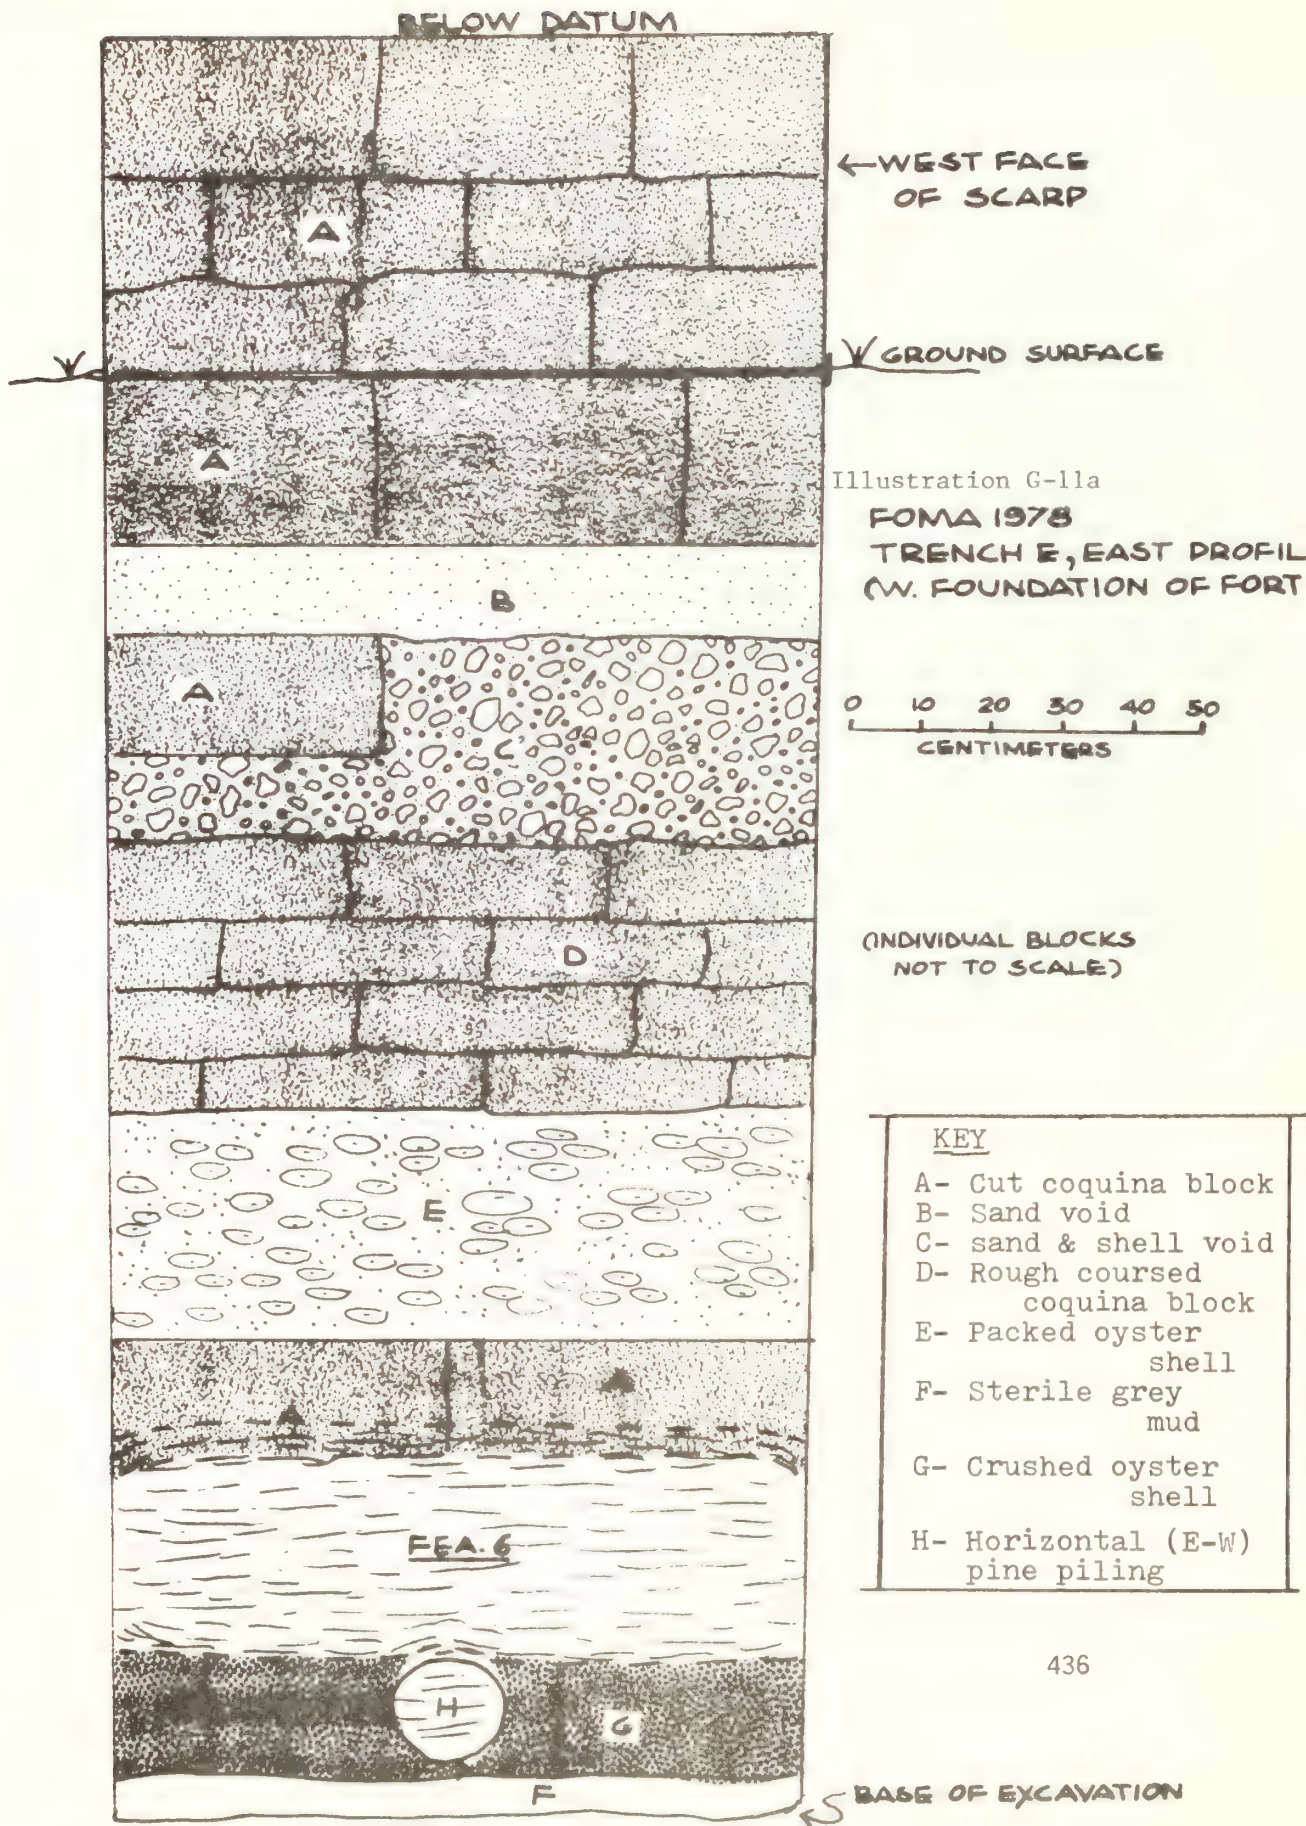 BELOW DATUM
←WEST FACE
OF SCARP
A
GROUND SURFACE
A
Illustration G-11a
FOMA 1978
TRENCH E, EAST PROFIL
(W. FOUNDATION OF FORT
B
A
C
0 10 20 30 40 50
CENTIMETERS
(INDIVIDUAL BLOCKS
NOT TO SCALE)
D
E
KEY
A- Cut coquina block
B- Sand void
C- sand & shell void
D- Rough coursed
coquina block
E- Packed oyster
shell
F- Sterile grey
mud
G- Crushed oyster
shell
H- Horizontal (E-W)
pine piling
A
A
FEA. 6
436
H
G
F
BASE OF EXCAVATION